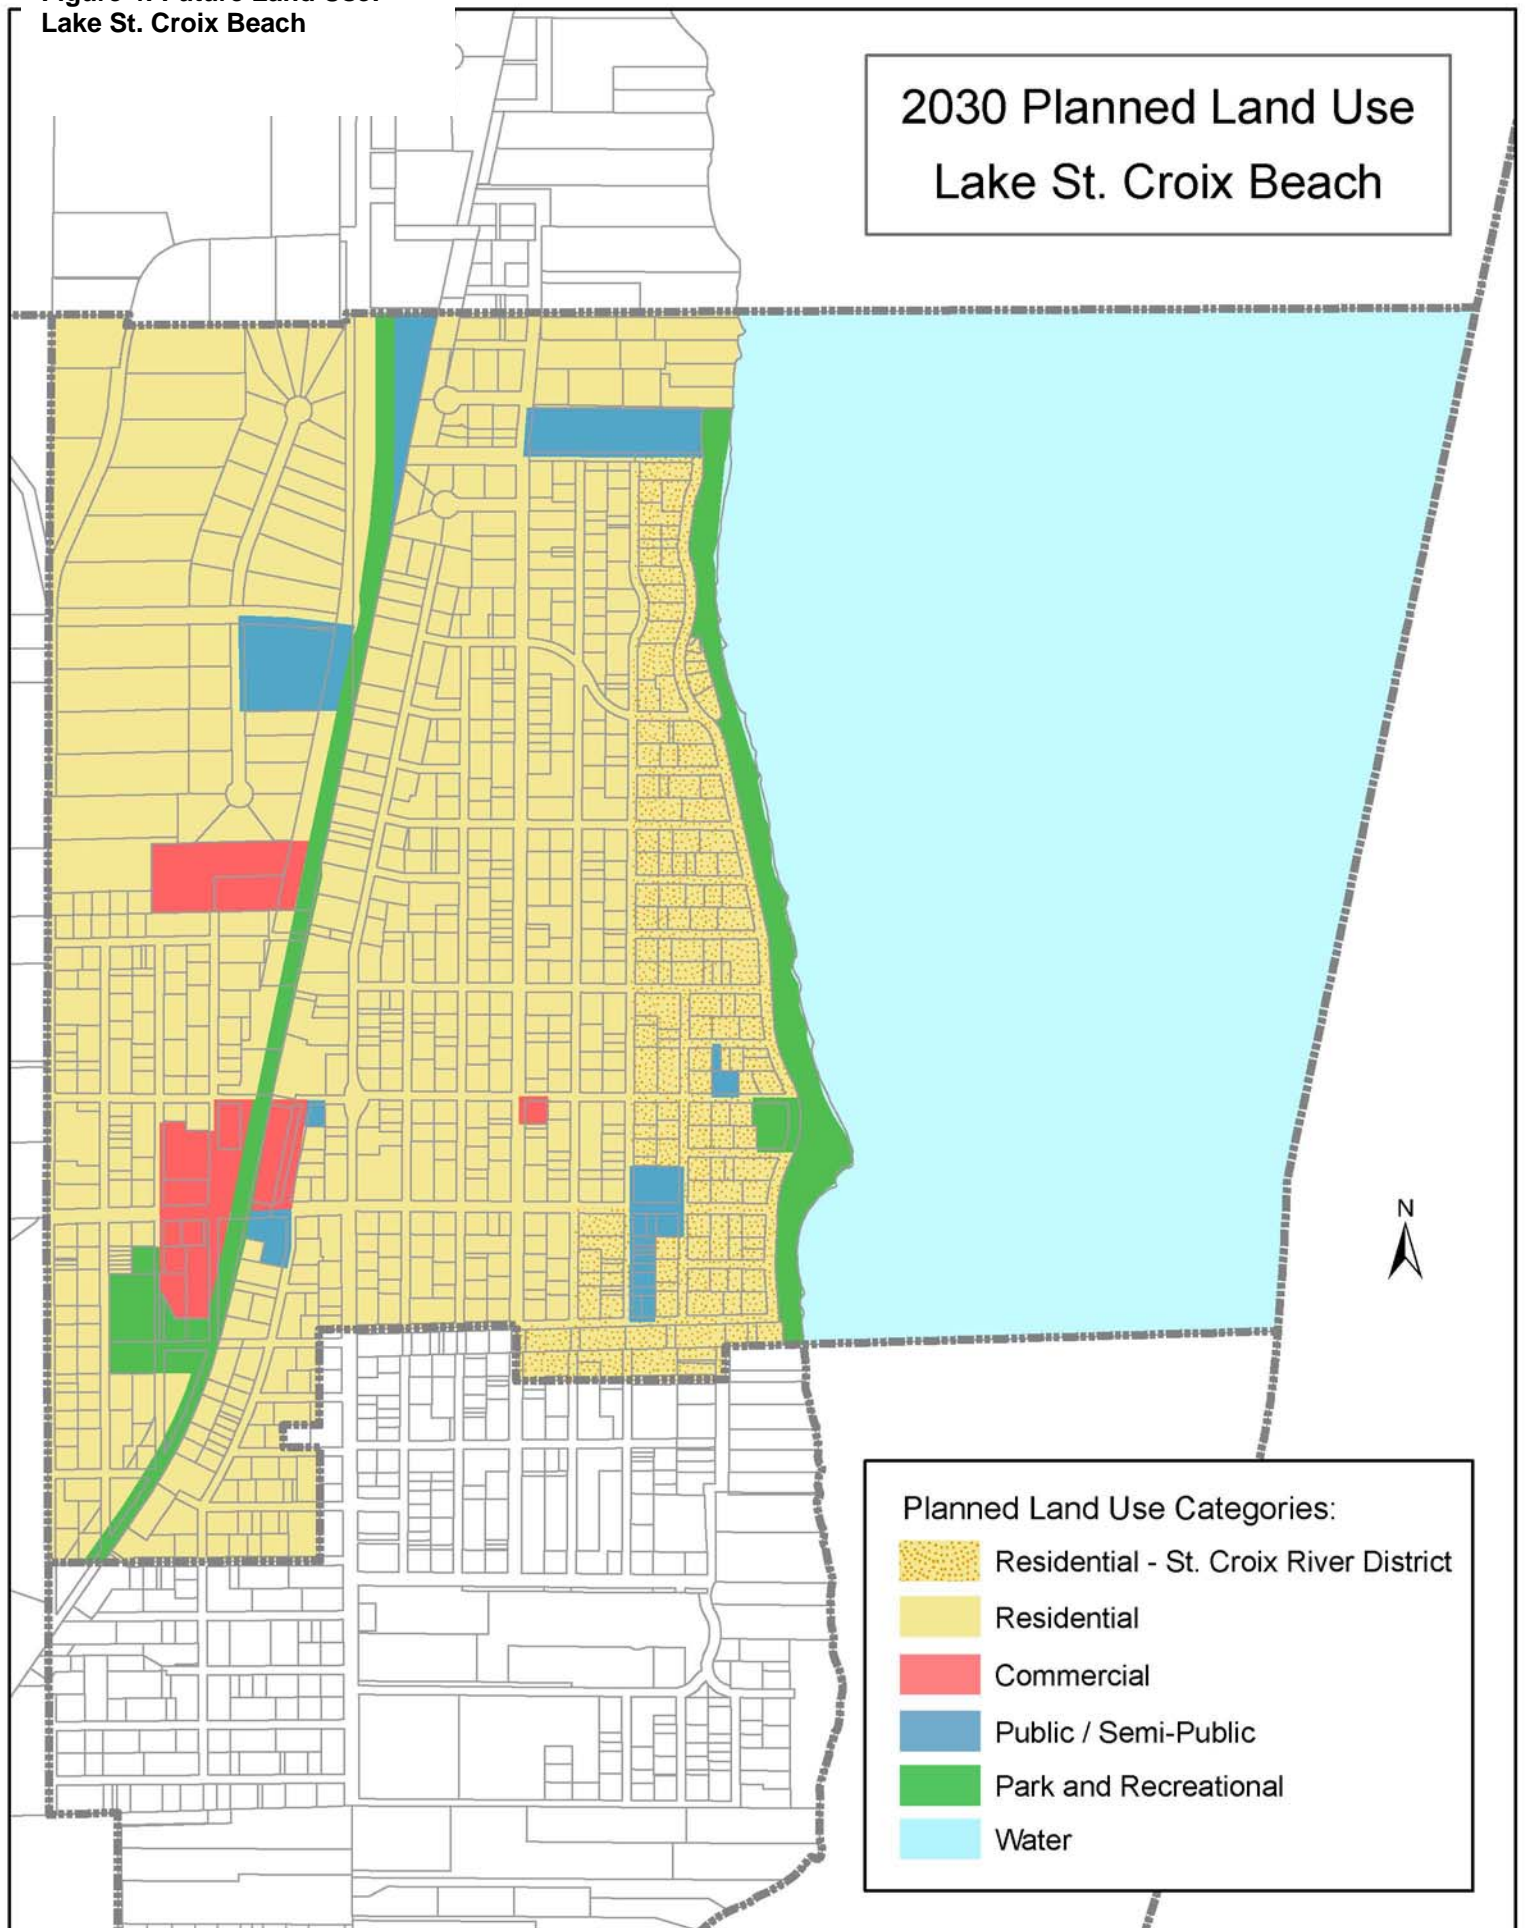 Lake St. Croix Beach
2030 Planned Land Use
Lake St. Croix Beach
N
Planned Land Use Categories:
Residential - St. Croix River District
Residential
Commercial
Public / Semi-Public
Park and Recreational
Water